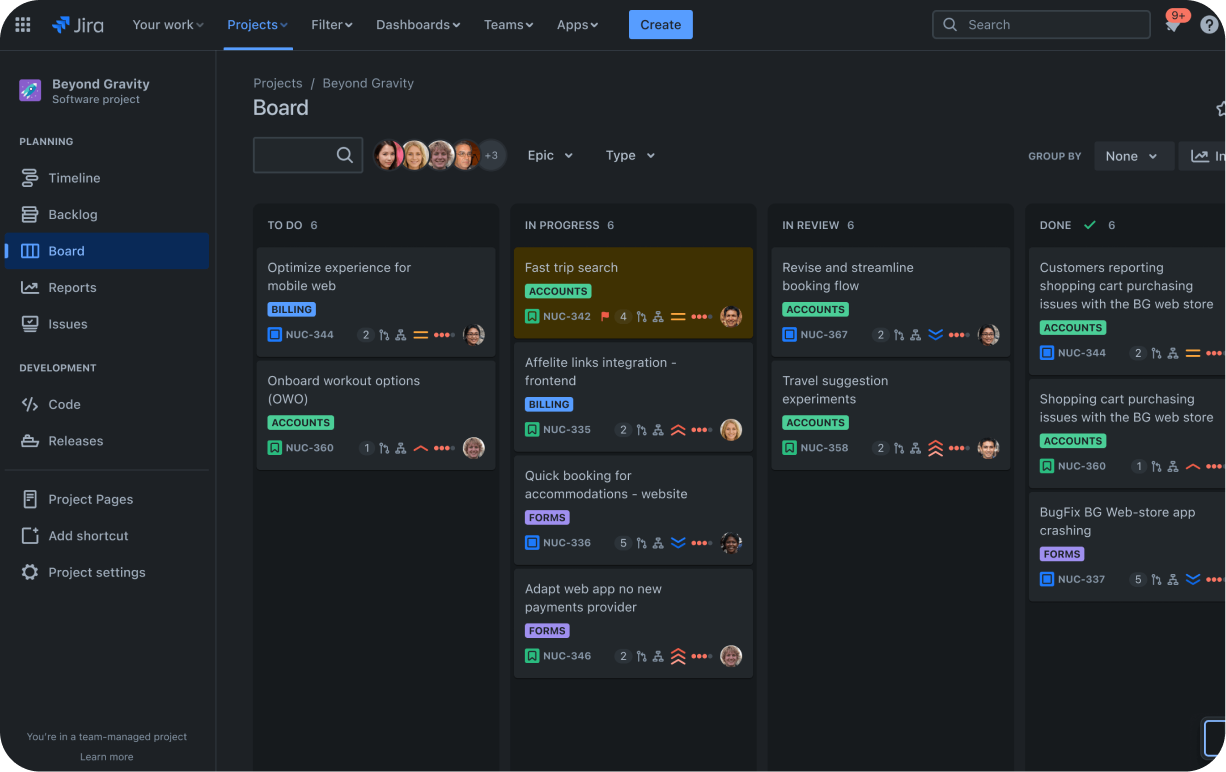 Jira
Your work
Projects
Filter
Dashboards
Teams
Apps
Create
Search
9+
?
Beyond Gravity
Software project
PLANNING
Timeline
Backlog
Board
Reports
Issues
DEVELOPMENT
Code
Releases
Project Pages
Add shortcut
Project settings
You're in a team-managed project
Learn more
Projects / Beyond Gravity
Board
+3
Epic
Type
GROUP BY
None
In
TO DO 6
Optimize experience for
mobile web
BILLING
NUC-344 2
Onboard workout options
(OWO)
ACCOUNTS
NUC-360 1
IN PROGRESS 6
Fast trip search
ACCOUNTS
NUC-342 4
Affelite links integration -
frontend
BILLING
NUC-335 2
Quick booking for
accommodations - website
FORMS
NUC-336 5
Adapt web app no new
payments provider
FORMS
NUC-346 2
IN REVIEW 6
Revise and streamline
booking flow
ACCOUNTS
NUC-367 2
Travel suggestion
experiments
ACCOUNTS
NUC-358 2
DONE 6
Customers reporting
shopping cart purchasing
issues with the BG web store
ACCOUNTS
NUC-344 2
Shopping cart purchasing
issues with the BG web store
ACCOUNTS
NUC-360 1
BugFix BG Web-store app
crashing
FORMS
NUC-337 5